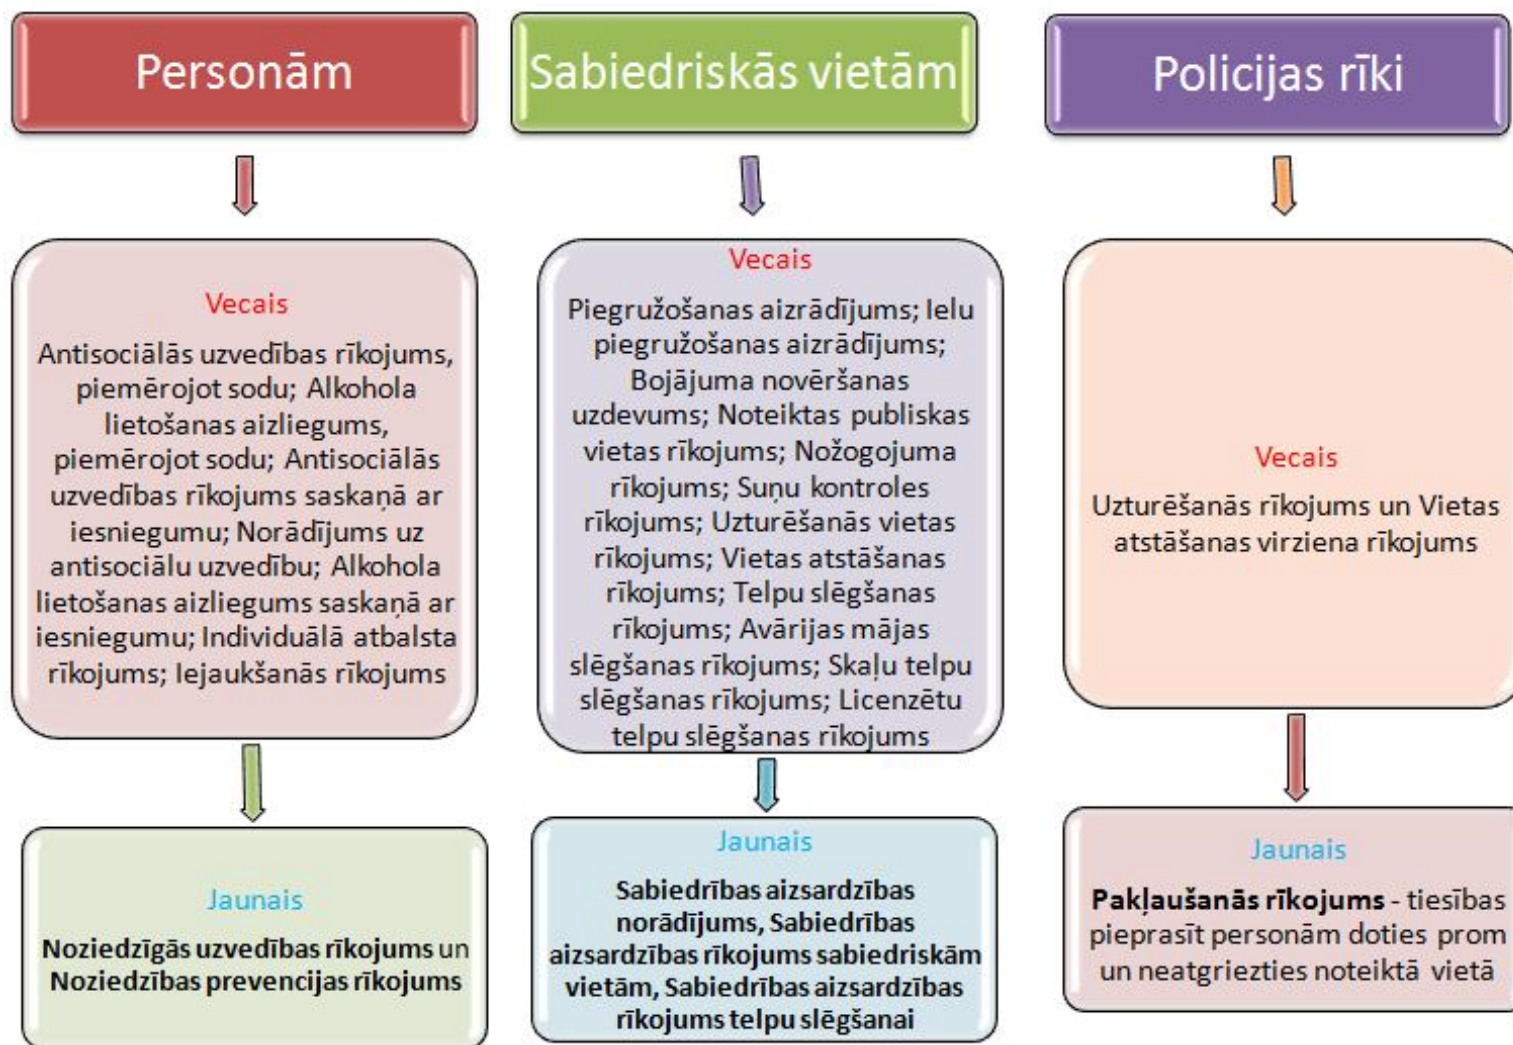 Personām
Vecais
Antisociālās uzvedības rīkojums,
piemērojot sodu; Alkohola
lietošanas aizliegums,
piemērojot sodu; Antisociālās
uzvedības rīkojums saskaņā ar
iesniegumu; Norādījums uz
antisociālu uzvedību; Alkohola
lietošanas aizliegums saskaņā ar
iesniegumu; Individuālā atbalsta
rīkojums; Iejaukšanās rīkojums
Jaunais
Noziedzīgās uzvedības rīkojums un
Noziedzības prevencijas rīkojums
Sabiedriskās vietām
Vecais
Piegružošanas aizrādījums; Ielu
piegružošanas aizrādījums;
Bojājuma novēršanas
uzdevums; Noteiktas publiskas
vietas rīkojums; Nožogojuma
rīkojums; Suņu kontroles
rīkojums; Uzturēšanās vietas
rīkojums; Vietas atstāšanas
rīkojums; Telpu slēgšanas
rīkojums; Avārijas mājas
slēgšanas rīkojums; Skaļu telpu
slēgšanas rīkojums; Licenzētu
telpu slēgšanas rīkojums
Jaunais
Sabiedrības aizsardzības
norādījums, Sabiedrības
aizsardzības rīkojums sabiedriskām
vietām, Sabiedrības aizsardzības
rīkojums telpu slēgšanai
Policijas rīki
Vecais
Uzturēšanās rīkojums un Vietas
atstāšanas virziena rīkojums
Jaunais
Pakļaušanās rīkojums - tiesības
pieprasīt personām doties prom
un neatgriezties noteiktā vietā